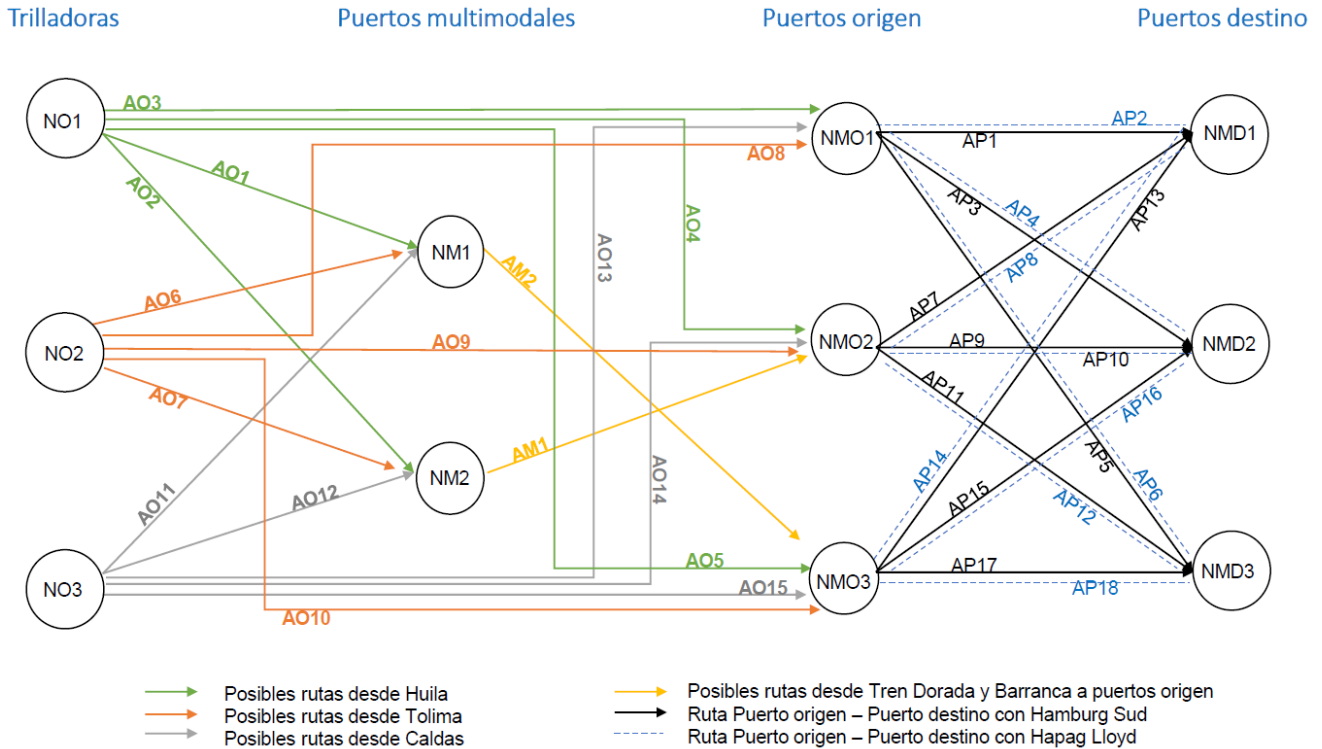 Trilladoras Puertos multimodales Puertos origen Puertos destino
AO3
NO1 NMO1 AP2 NMD1
AP1
AO8
AO1
AO2
AO4
AP3
AP4
AP13
NM1
AO13
AM2
AP8
AO6
AP7
NO2 AO9 NMO2 AP9 NMD2
AP10
AO7
AP11
AP16
AM1
NM2
AO14
AP14
AP5
AP6
AO11
AO12
AP15
AP12
NO3 AO5 NMO3 AP17 NMD3
AO15 AP18
AO10
Posibles rutas desde Huila
Posibles rutas desde Tolima
Posibles rutas desde Caldas
Posibles rutas desde Tren Dorada y Barranca a puertos origen
Ruta Puerto origen – Puerto destino con Hamburg Sud
Ruta Puerto origen – Puerto destino con Hapag Lloyd